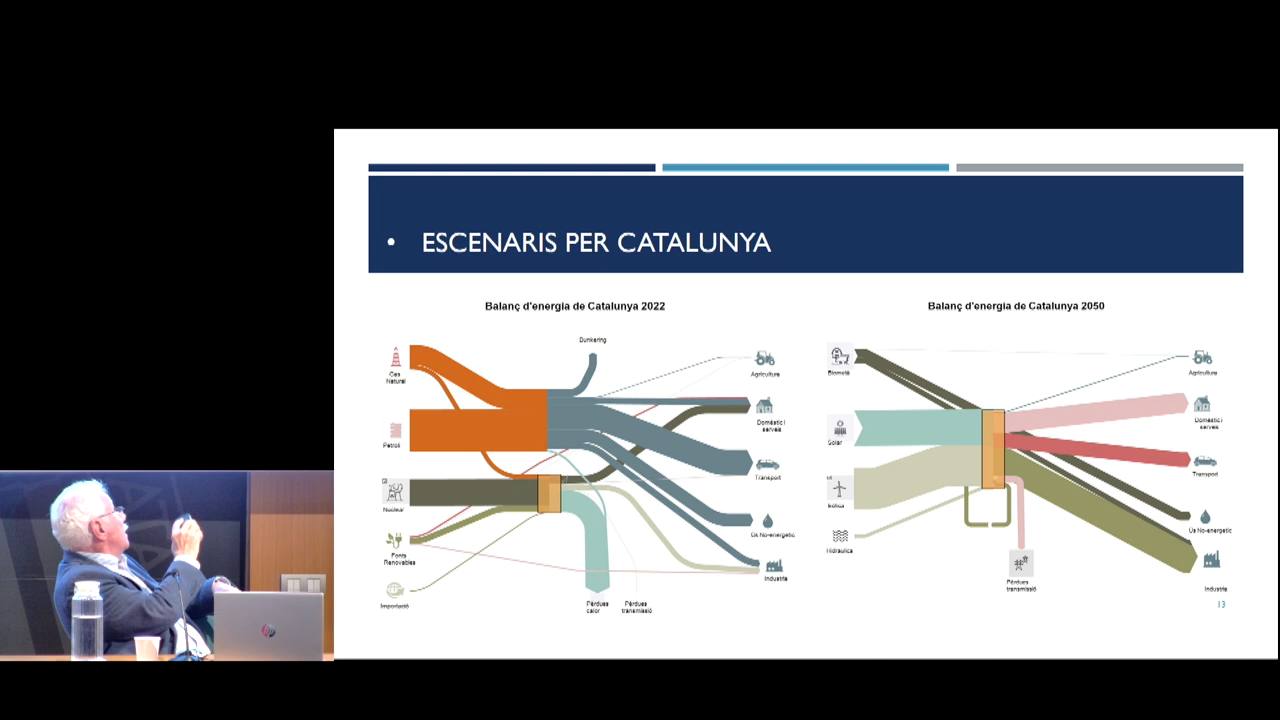 • ESCENARIS PER CATALUNYA
Balanç d'energia de Catalunya 2022
Gas
Natural
Petroli
Nuclear
Fonts
Renovables
Importació
Bunkering
Agricultura
Domèstic i
serveis
Transport
Ús No-energètic
Indústria
Pèrdues
calor
Pèrdues
transmissió
Balanç d'energia de Catalunya 2050
Biometà
Solar
Eòlica
Hidràulica
Pèrdues
transmissió
Agricultura
Domèstic i
serveis
Transport
Ús No-energètic
Indústria
13
hp